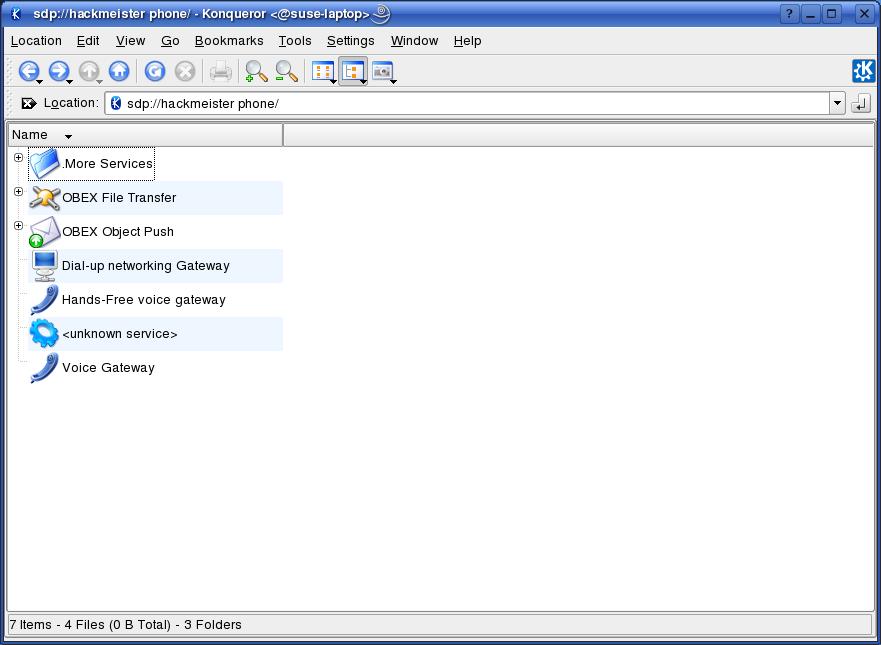 sdp://hackmeister phone/ - Konqueror <@suse-laptop>
Location Edit View Go Bookmarks Tools Settings Window Help
Location: sdp://hackmeister phone/
Name
.More Services
OBEX File Transfer
OBEX Object Push
Dial-up networking Gateway
Hands-Free voice gateway
<unknown service>
Voice Gateway
7 Items - 4 Files (0 B Total) - 3 Folders